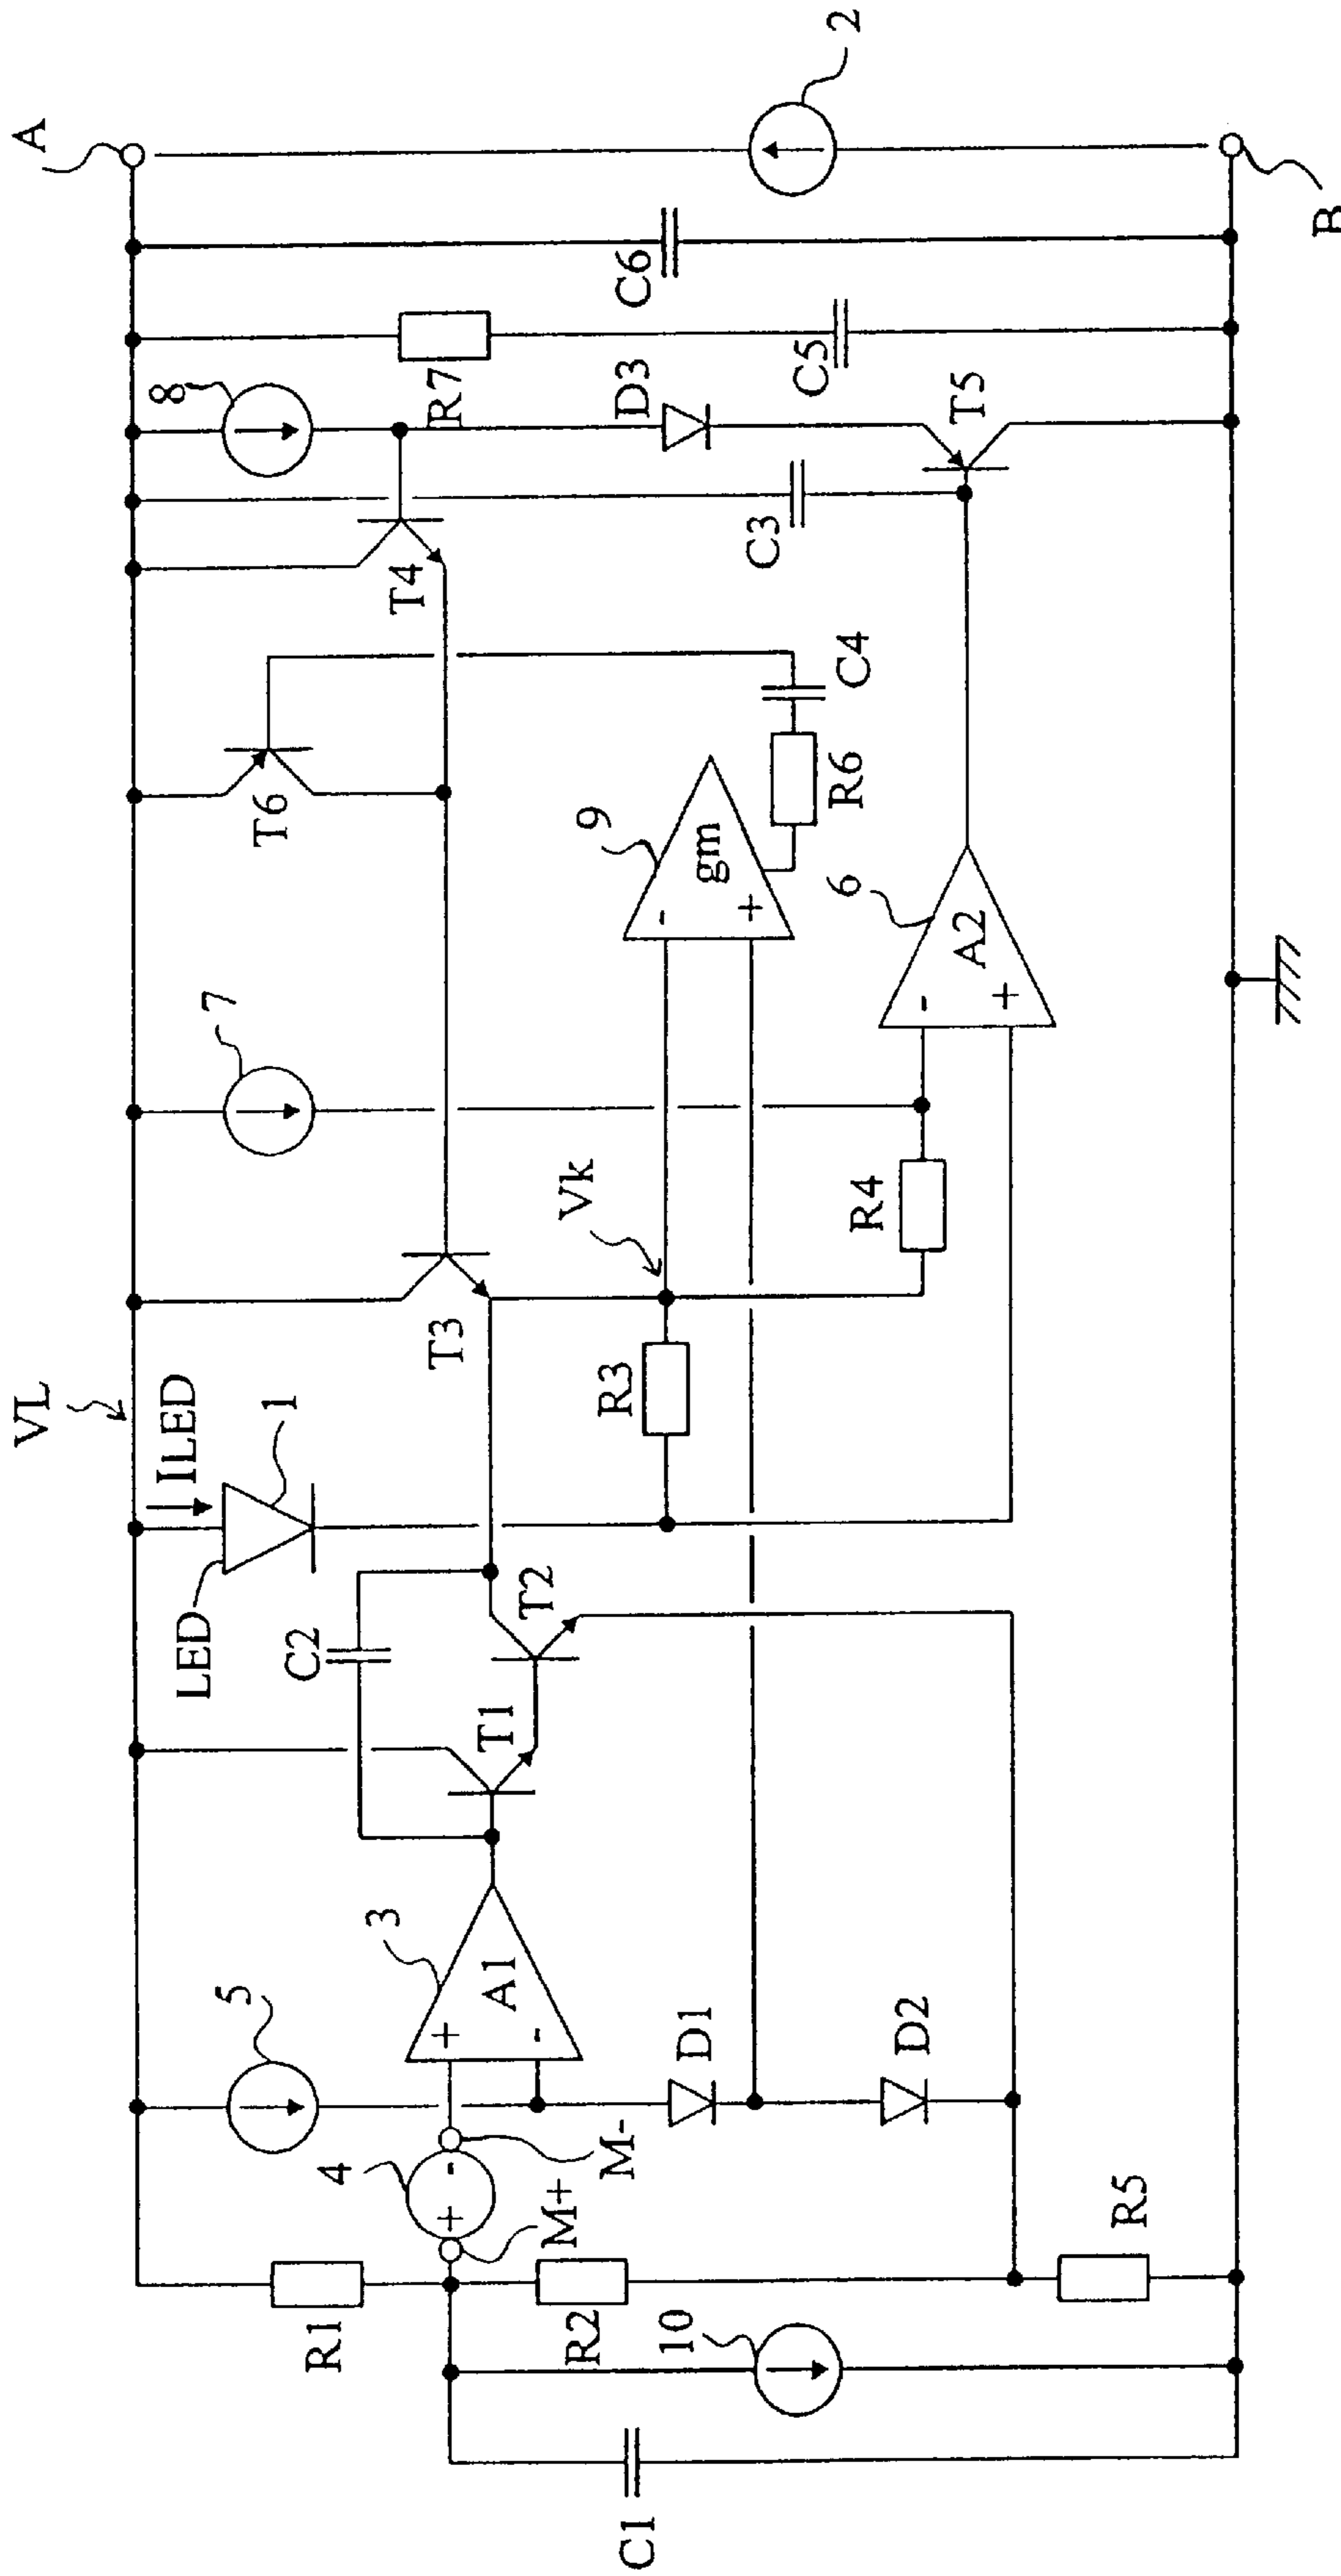 A
VL
ILED
LED
1
2
8
7
5
4
3
9
6
10
M+
M-
+
-
+
-
A1
-
+
gm
-
+
A2
R1
R2
R3
R4
R5
R6
R7
C1
C2
C3
C4
C5
C6
D1
D2
D3
T1
T2
T3
T4
T5
T6
Vk
B